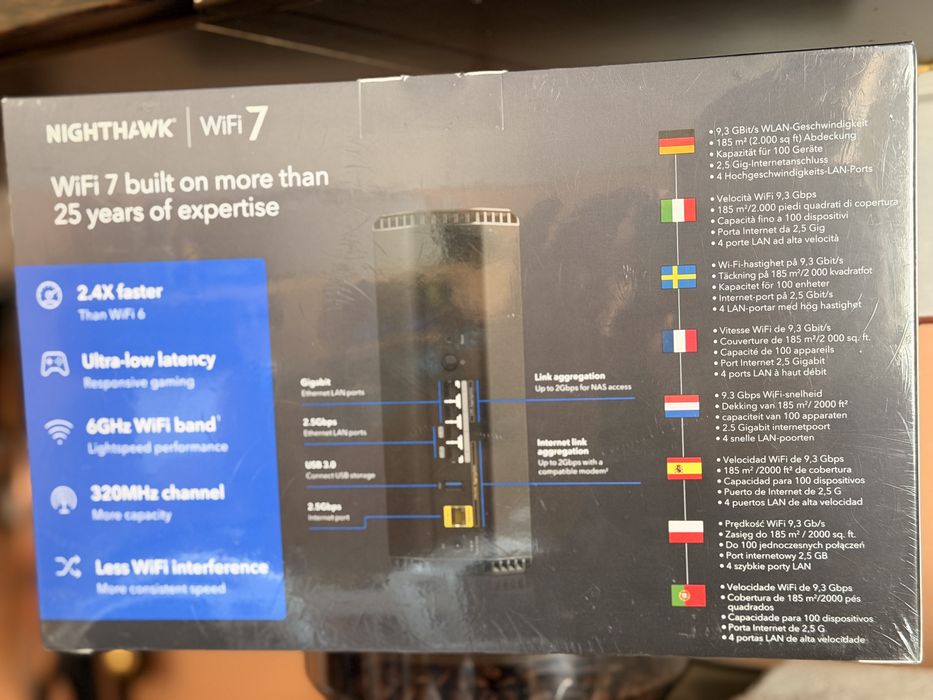 NIGHTHAWK® | WiFi 7
WiFi 7 built on more than
25 years of expertise
2.4X faster
Than WiFi 6
Ultra-low latency
Responsive gaming
6GHz WiFi band¹
Lightspeed performance
320MHz channel
More capacity
Less WiFi interference
More consistent speed
Gigabit
Ethernet LAN ports
2.5Gbps
Ethernet LAN ports
USB 3.0
Connect USB storage
2.5Gbps
Internet port
Link aggregation
Up to 2Gbps for NAS access
Internet link
aggregation
Up to 2Gbps with a
compatible modem²
• 9,3 GBit/s WLAN-Geschwindigkeit
• 185 m² (2.000 sq ft) Abdeckung
• Kapazität für 100 Geräte
• 2,5 Gig-Internetanschluss
• 4 Hochgeschwindigkeits-LAN-Ports
• Velocità WiFi 9,3 Gbps
• 185 m²/2.000 piedi quadrati di copertura
• Capacità fino a 100 dispositivi
• Porta Internet da 2,5 Gig
• 4 porte LAN ad alta velocità
• Wi-Fi-hastighet på 9,3 Gbit/s
• Täckning på 185 m²/2 000 kvadratfot
• Kapacitet för 100 enheter
• Internet-port på 2,5 Gbit/s
• 4 LAN-portar med hög hastighet
• Vitesse WiFi de 9,3 Gbit/s
• Couverture de 185 m²/2 000 sq. ft.
• Capacité de 100 appareils
• Port Internet 2,5 Gigabit
• 4 ports LAN à haut débit
• 9.3 Gbps WiFi-snelheid
• Dekking van 185 m²/ 2000 ft²
• capaciteit van 100 apparaten
• 2.5 Gigabit internetpoort
• 4 snelle LAN-poorten
• Velocidad WiFi de 9,3 Gbps
• 185 m² /2000 ft² de cobertura
• Capacidad para 100 dispositivos
• Puerto de Internet de 2,5 G
• 4 puertos LAN de alta velocidad
• Prędkość WiFi 9,3 Gb/s
• Zasięg do 185 m² / 2000 sq. ft.
• Do 100 jednoczesnych połączeń
• Port internetowy 2,5 GB
• 4 szybkie porty LAN
• Velocidade WiFi de 9,3 Gbps
• Cobertura de 185 m²/2000 pés
quadrados
• Capacidade para 100 dispositivos
• Porta Internet de 2,5 G
• 4 portas LAN de alta velocidade